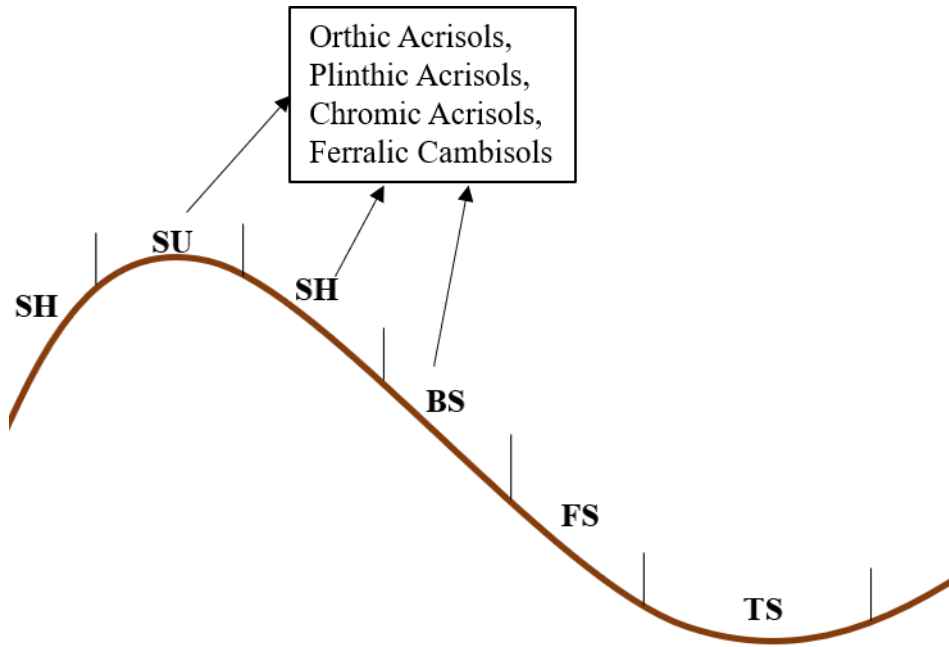 Orthic Acrisols,
Plinthic Acrisols,
Chromic Acrisols,
Ferralic Cambisols
SU
SH
SH
BS
FS
TS